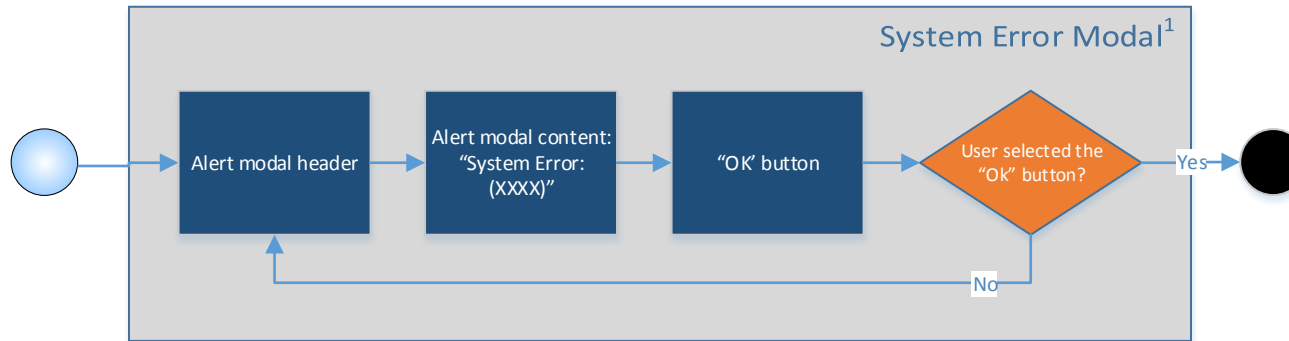 System Error Modal¹
Alert modal header
Alert modal content:
“System Error:
(XXXX)”
“OK’ button
User selected the
“Ok” button?
Yes
No